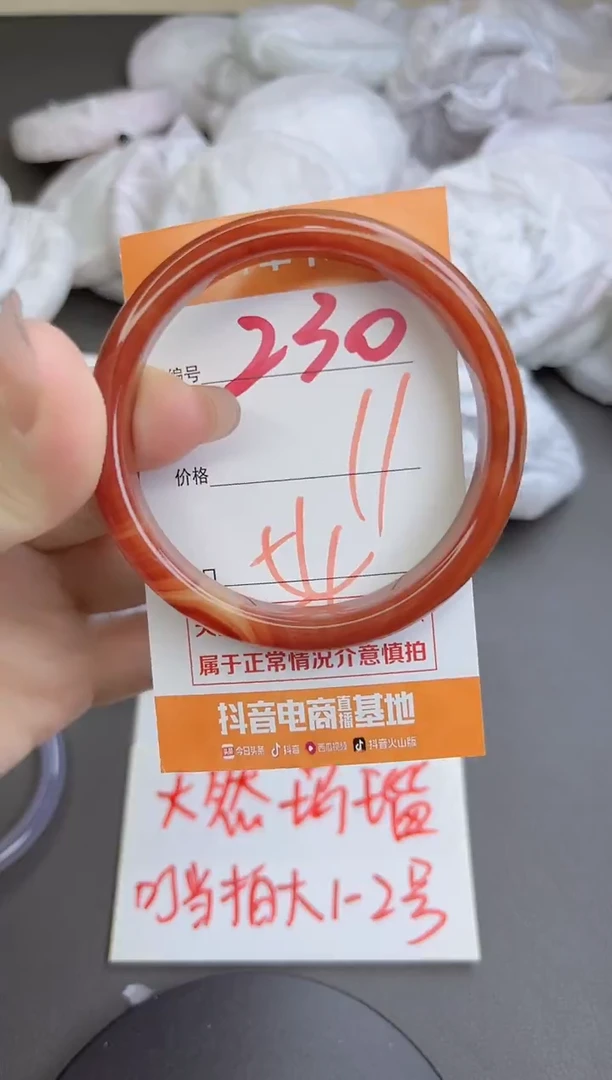 编号 230
价格
属于正常情况介意慎拍
抖音电商直播基地
今日头条 抖音 西瓜视频 抖音火山版
天然玛瑙
叮当拍大1-2号